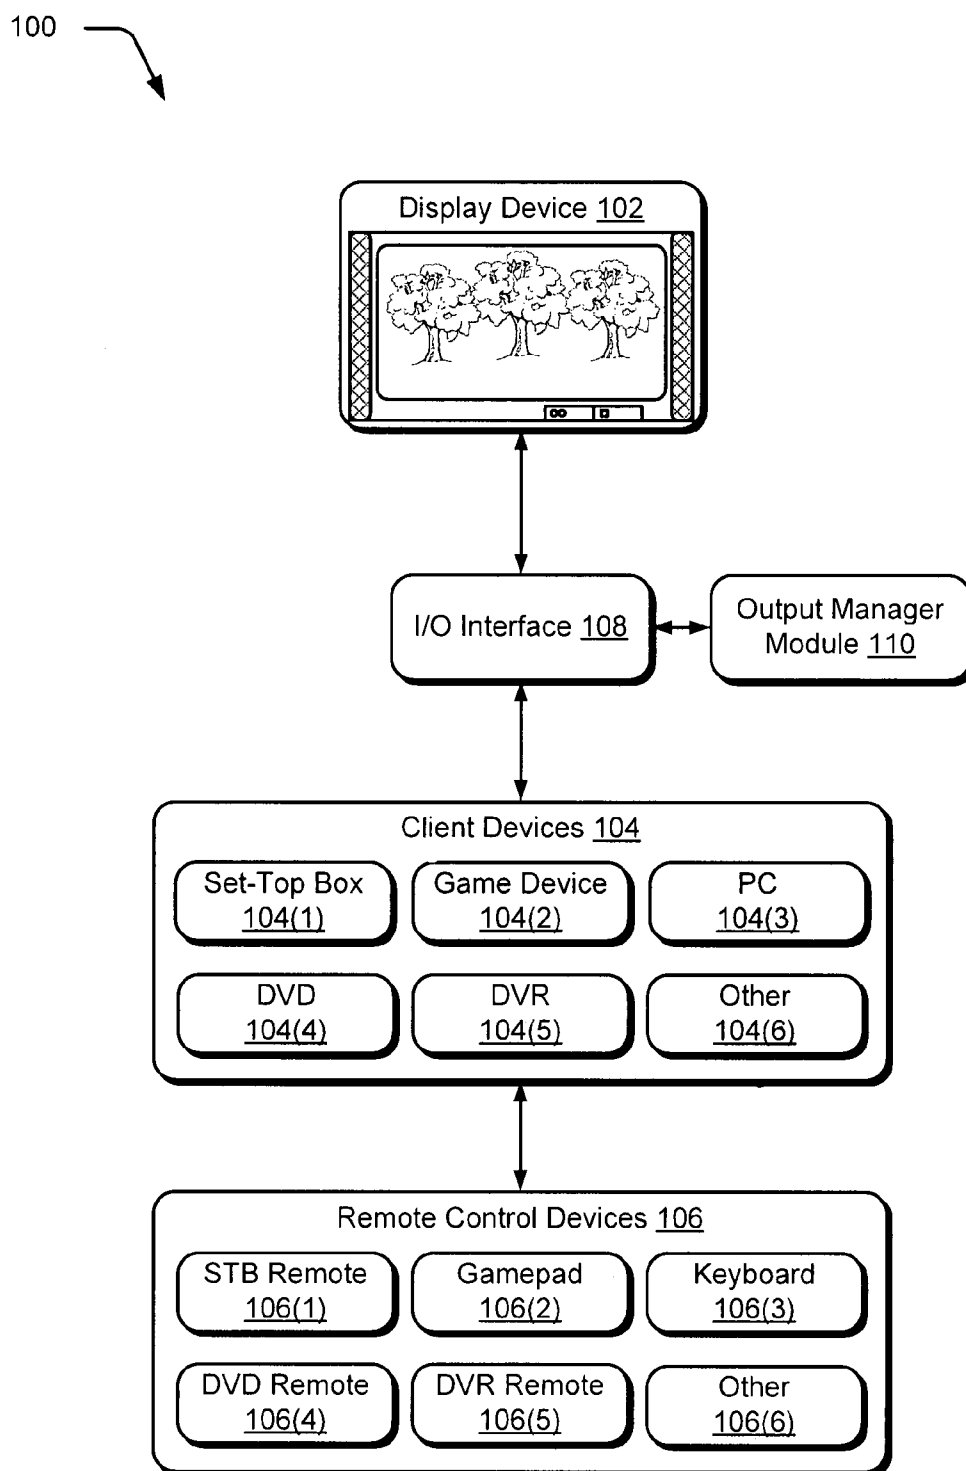 100
Display Device 102
I/O Interface 108
Output Manager
Module 110
Client Devices 104
Set-Top Box
104(1)
Game Device
104(2)
PC
104(3)
DVD
104(4)
DVR
104(5)
Other
104(6)
Remote Control Devices 106
STB Remote
106(1)
Gamepad
106(2)
Keyboard
106(3)
DVD Remote
106(4)
DVR Remote
106(5)
Other
106(6)